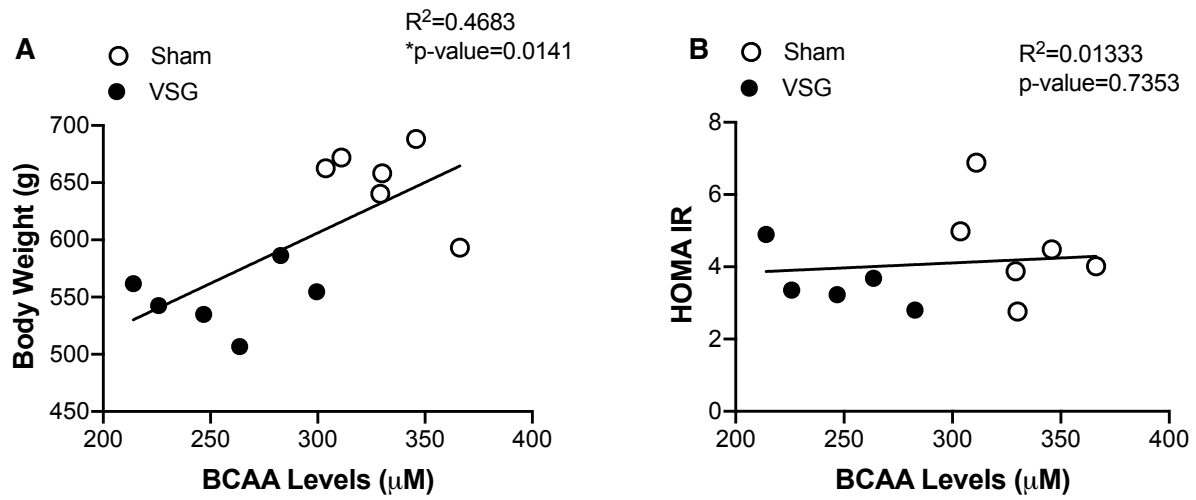 A
Sham
VSG
R²=0.4683
*p-value=0.0141
700
650
600
550
500
450
Body Weight (g)
200 250 300 350 400
BCAA Levels (μM)
B
Sham
VSG
R²=0.01333
p-value=0.7353
8
6
4
2
0
HOMA IR
200 250 300 350 400
BCAA Levels (μM)